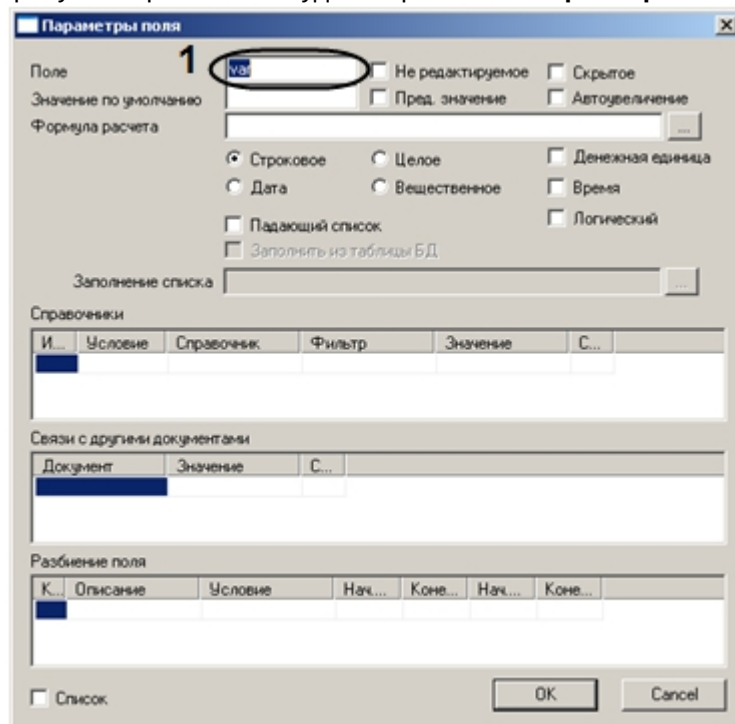 Параметры поля
1
Поле var Не редактируемое Скрытое
Значение по умолчанию Пред. значение Автоувеличение
Формула расчета ...
Строковое Целое Денежная единица
Дата Вещественное Время
Падающий список Логический
Заполнить из таблицы БД
Заполнение списка ...
Справочники
И... Условие Справочник Фильтр Значение С...
Связи с другими документами
Документ Значение С...
Разбиение поля
К... Описание Условие Нач.... Коне... Нач.... Коне...
Список OK Cancel